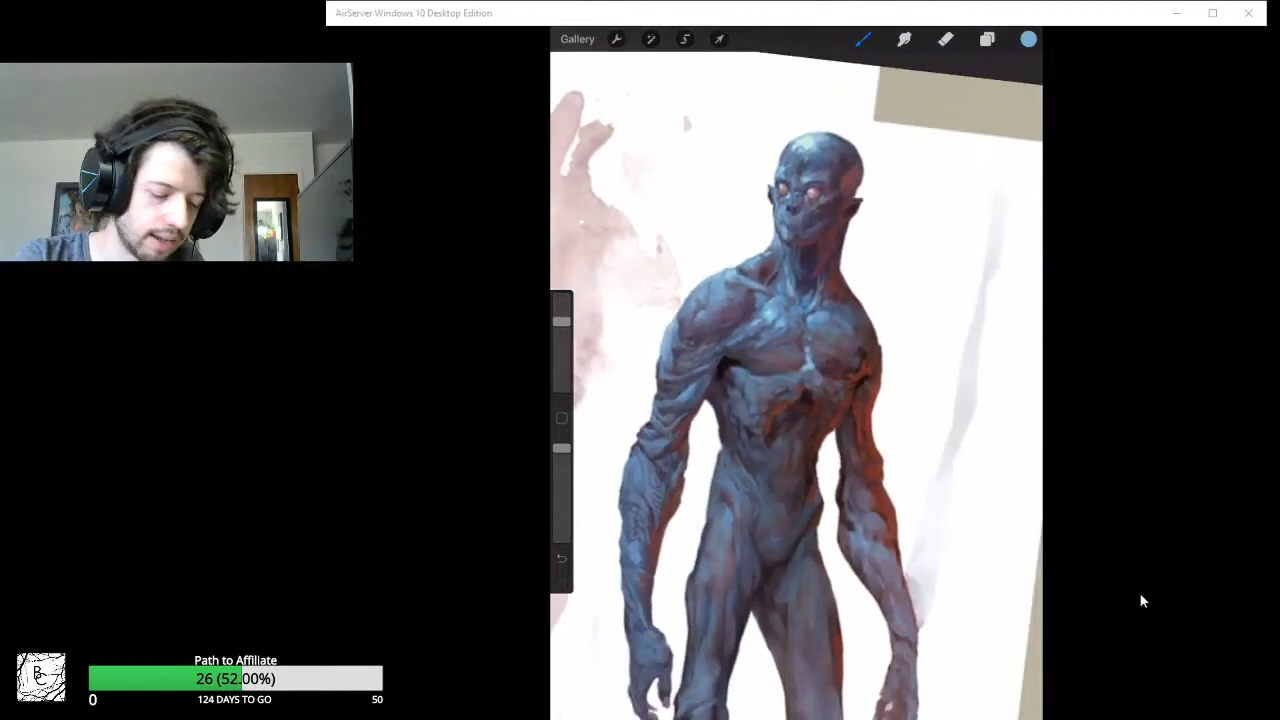 AirServer Windows 10 Desktop Edition
Gallery
Path to Affiliate
26 (52.00%)
0
124 DAYS TO GO
50